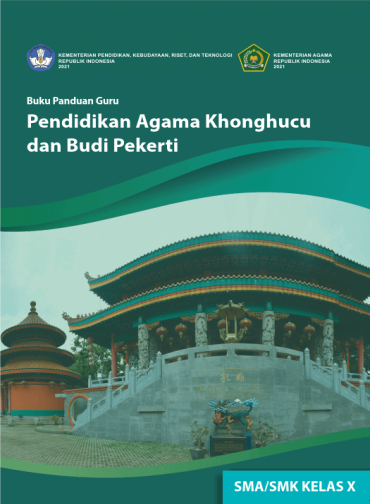 KEMENTERIAN PENDIDIKAN, KEBUDAYAAN, RISET, DAN TEKNOLOGI
REPUBLIK INDONESIA
2021
KEMENTERIAN AGAMA
REPUBLIK INDONESIA
2021
Buku Panduan Guru
Pendidikan Agama Khonghucu
dan Budi Pekerti
SMA/SMK KELAS X